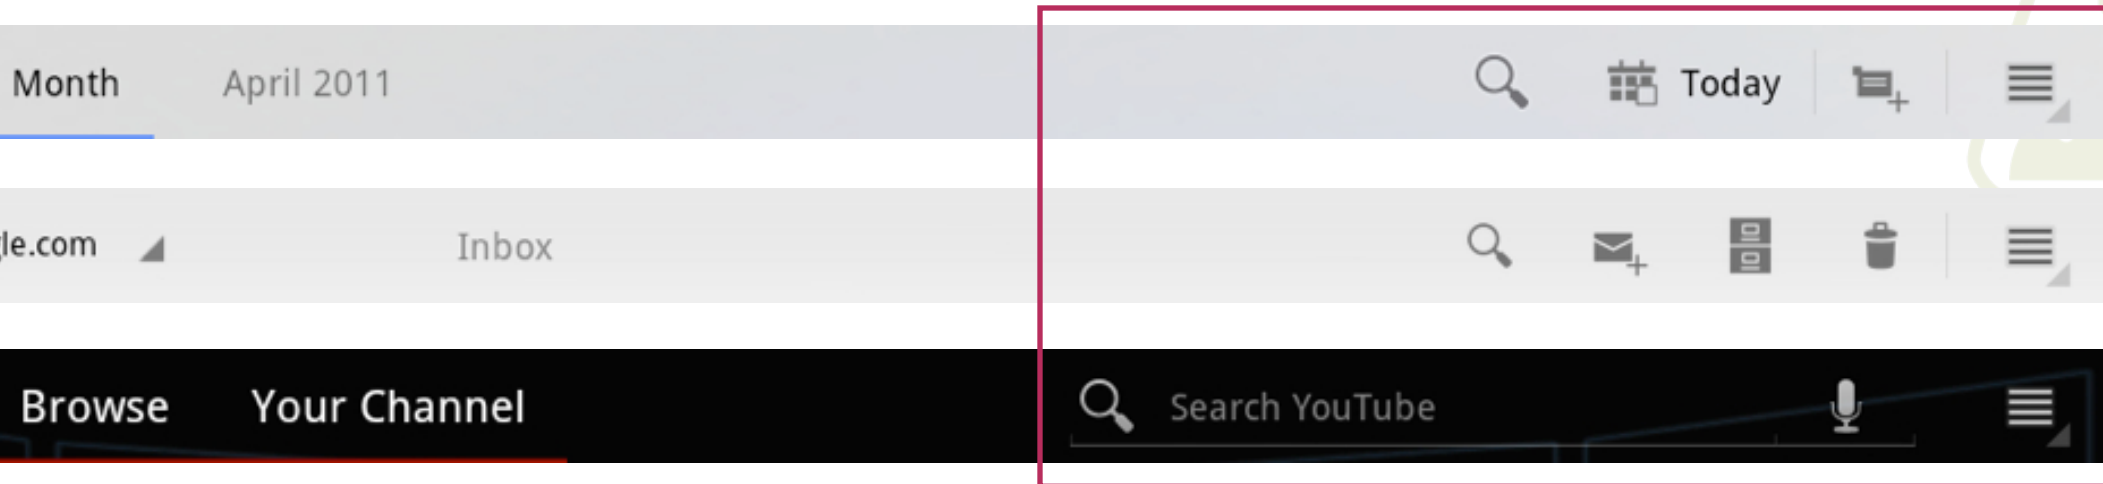 Month April 2011 Today
le.com Inbox
Browse Your Channel Search YouTube